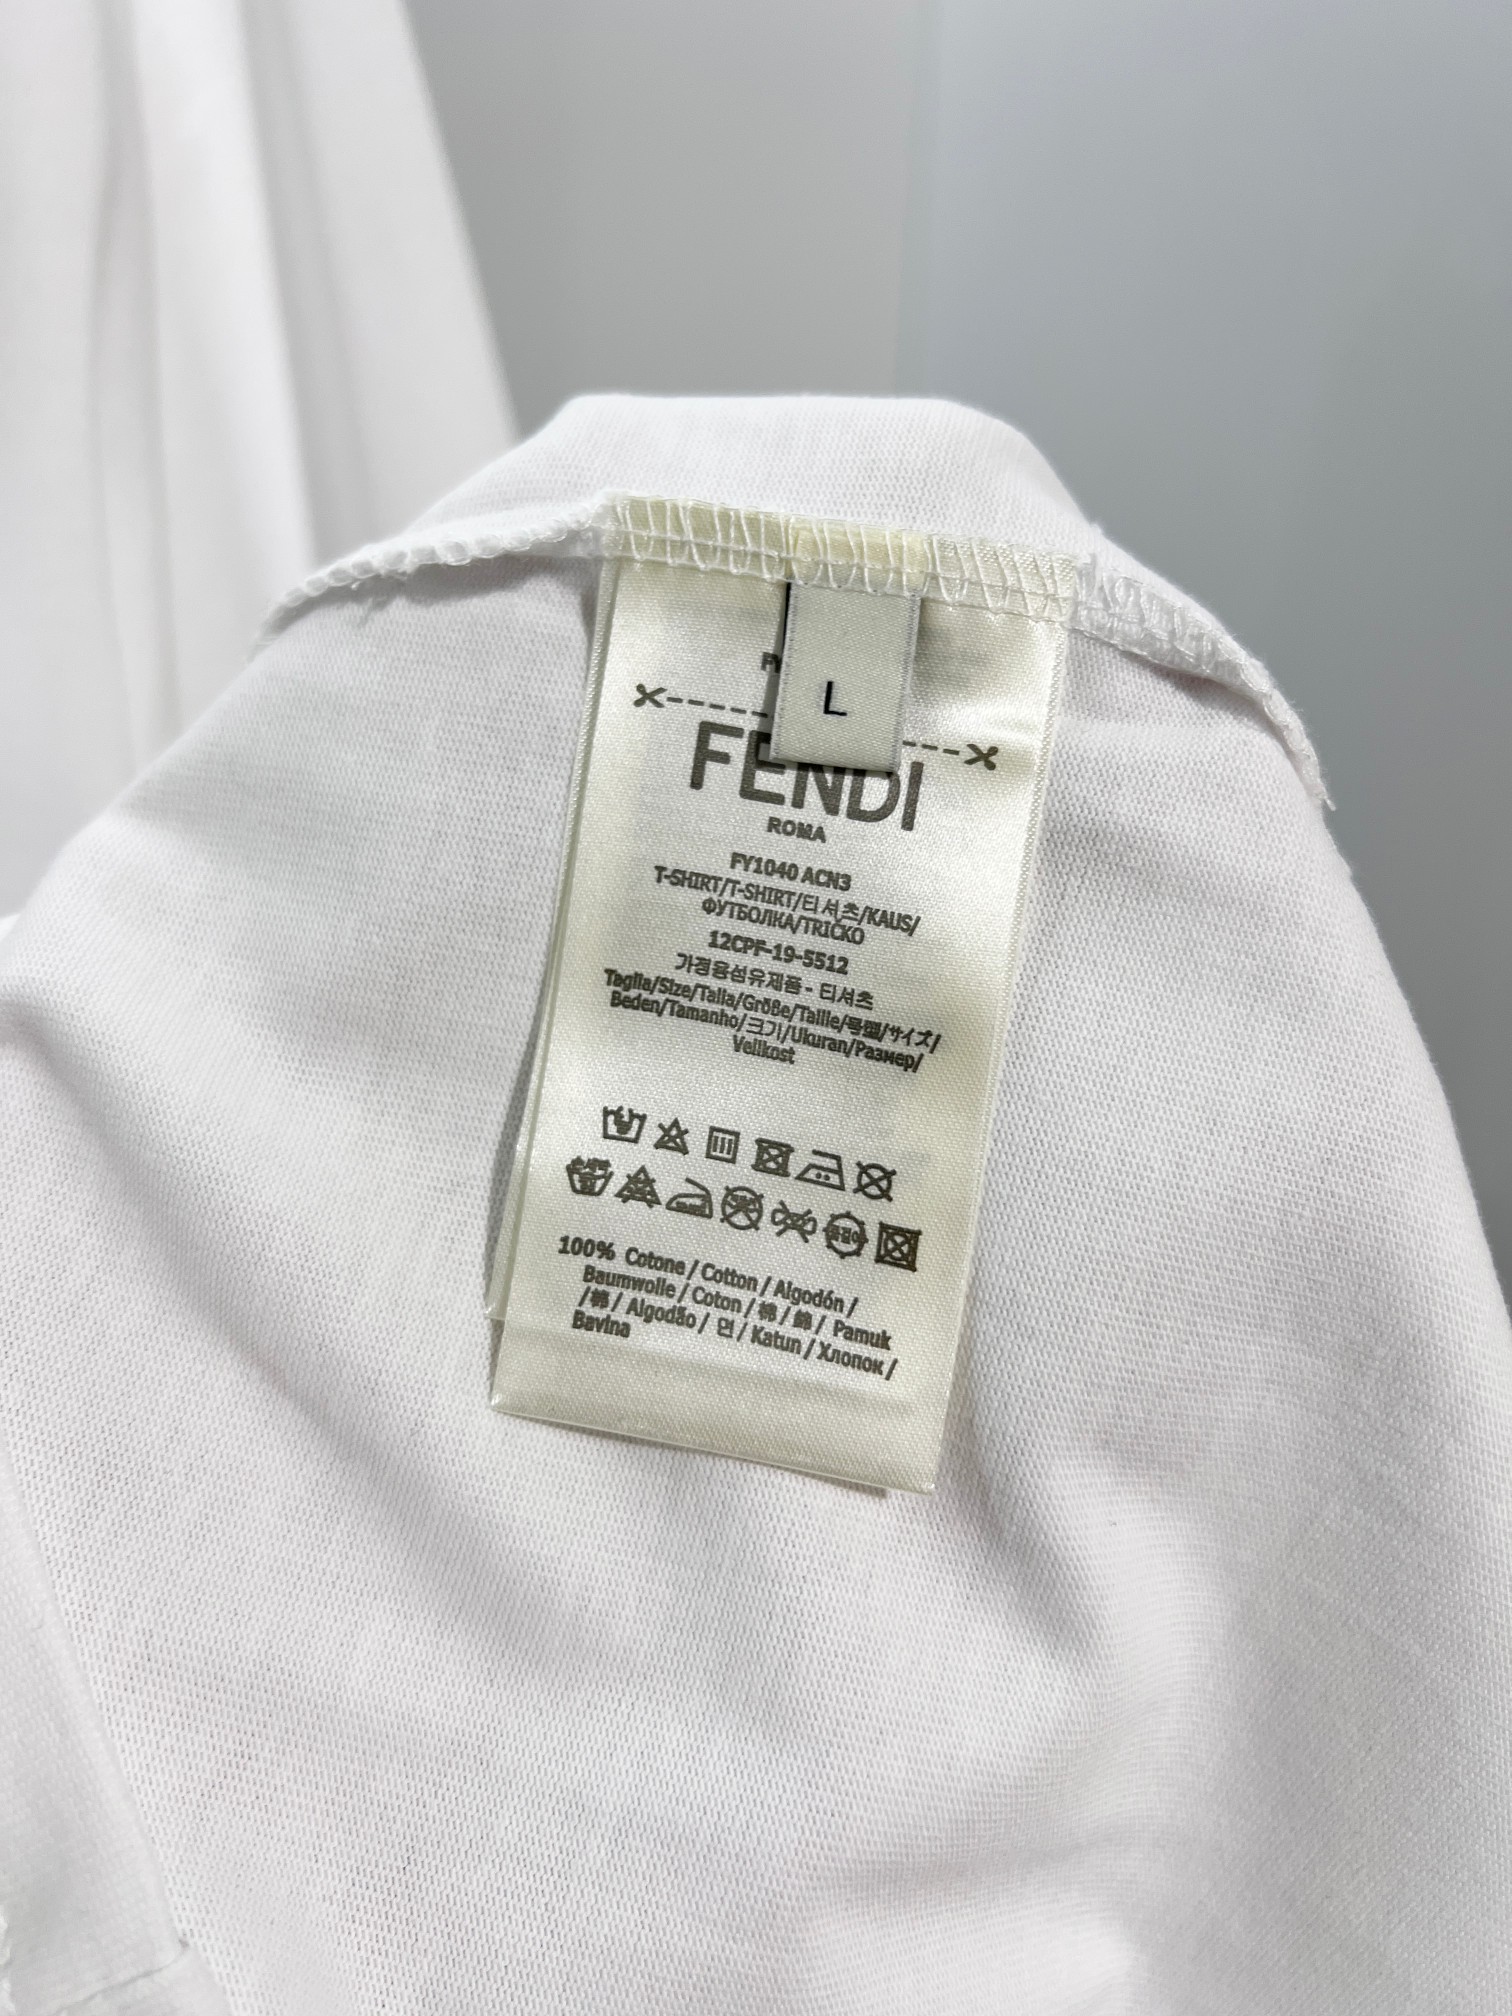 L
FENDI
ROMA
FY1040 ACN3
T-SHIRT/T-SHIRT/티셔츠/KAUS/
ФУТБОЛКА/TRIČKO
12CPF-19-5512
가정용섬유제품 - 티셔츠
Taglia/Size/Talla/Größe/Taille/号型/サイズ/
Beden/Tamanho/크기/Ukuran/Размер/
Velikost
100% Cotone / Cotton / Algodón /
Baumwolle / Coton / 棉 / 綿 / Pamuk
/棉 / Algodão / 면 / Katun / Хлопок /
Bavlna